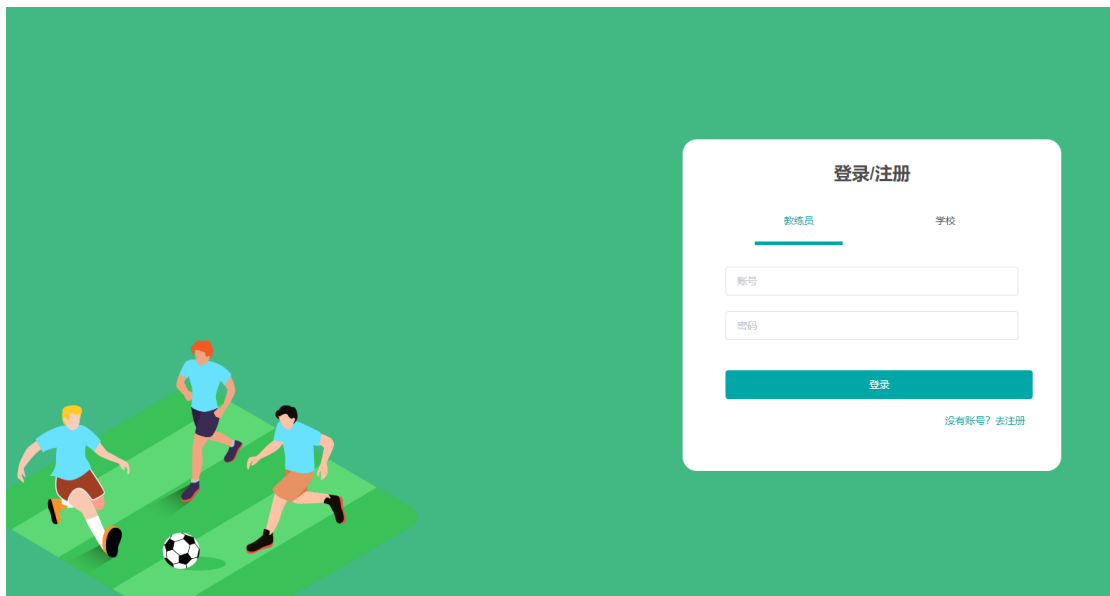 登录/注册
教练员 学校
账号
密码
登录
没有账号? 去注册